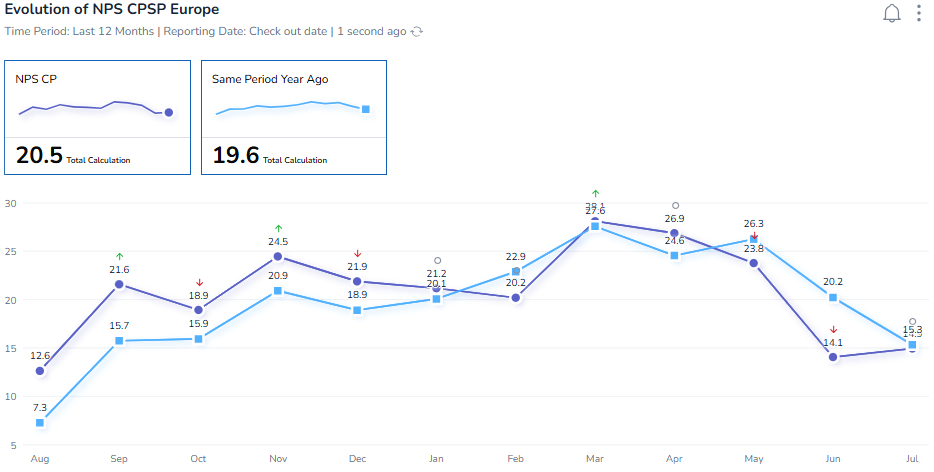 Evolution of NPS CPSP Europe
Time Period: Last 12 Months | Reporting Date: Check out date | 1 second ago
NPS CP
20.5 Total Calculation
Same Period Year Ago
19.6 Total Calculation
30
25
20
15
10
5
12.6
21.6
18.9
24.5
21.9
21.2
20.2
27.6
26.9
23.8
14.1
7.3
15.7
15.9
20.9
18.9
20.1
22.9
24.6
26.3
20.2
15.3
Aug
Sep
Oct
Nov
Dec
Jan
Feb
Mar
Apr
May
Jun
Jul